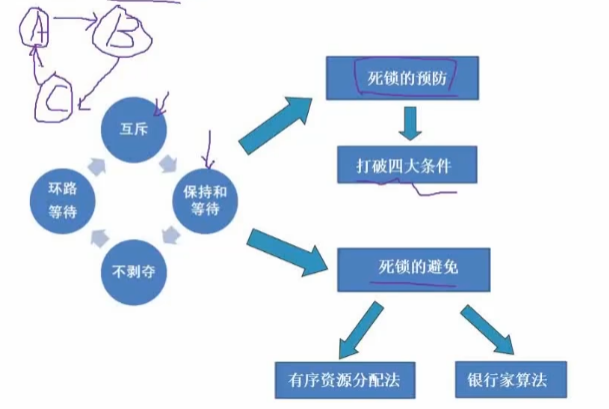 A
B
C
互斥
环路
等待
保持和
等待
不剥夺
死锁的预防
打破四大条件
死锁的避免
有序资源分配法
银行家算法